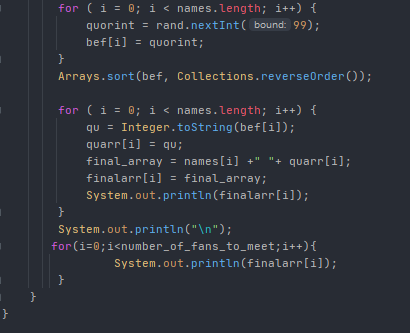 for ( i = 0; i < names.length; i++) {
quorint = rand.nextInt( bound: 99);
bef[i] = quorint;
}
Arrays.sort(bef, Collections.reverseOrder());
for ( i = 0; i < names.length; i++) {
qu = Integer.toString(bef[i]);
quarr[i] = qu;
final_array = names[i] +" "+ quarr[i];
finalarr[i] = final_array;
System.out.println(finalarr[i]);
}
System.out.println("\n");
for(i=0;i<number_of_fans_to_meet;i++){
System.out.println(finalarr[i]);
}
}
}